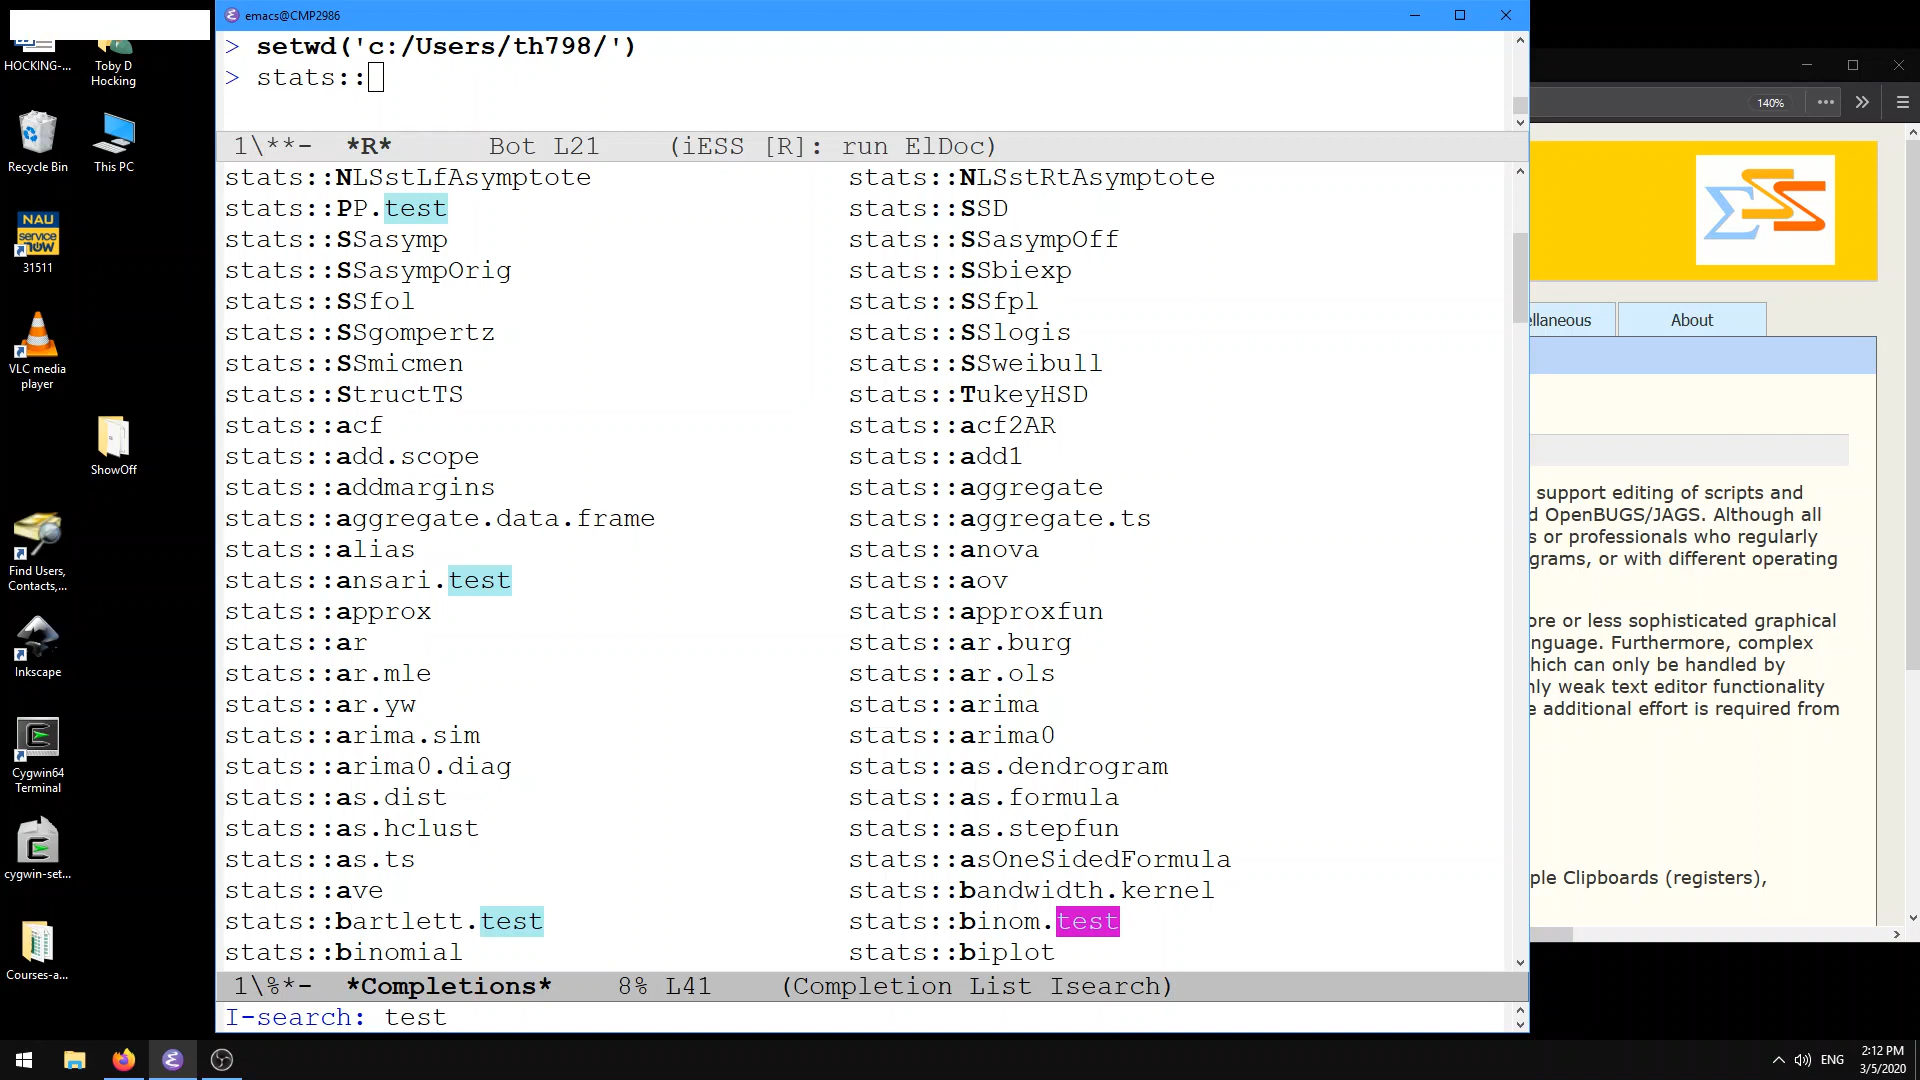 emacs@CMP2986
> setwd('c:/Users/th798/')
> stats::
1\**-  *R*      Bot L21    (iESS [R]: run ElDoc)
stats::NLSstLfAsymptote stats::NLSstRtAsymptote
stats::PP.test stats::SSD
stats::SSasymp stats::SSasympOff
stats::SSasympOrig stats::SSbiexp
stats::SSfol stats::SSfpl
stats::SSgompertz stats::SSlogis
stats::SSmicmen stats::SSweibull
stats::StructTS stats::TukeyHSD
stats::acf stats::acf2AR
stats::add.scope stats::add1
stats::addmargins stats::aggregate
stats::aggregate.data.frame stats::aggregate.ts
stats::alias stats::anova
stats::ansari.test stats::aov
stats::approx stats::approxfun
stats::ar stats::ar.burg
stats::ar.mle stats::ar.ols
stats::ar.yw stats::arima
stats::arima.sim stats::arima0
stats::arima0.diag stats::as.dendrogram
stats::as.dist stats::as.formula
stats::as.hclust stats::as.stepfun
stats::as.ts stats::asOneSidedFormula
stats::ave stats::bandwidth.kernel
stats::bartlett.test stats::binom.test
stats::binomial stats::biplot
1\%*-  *Completions*    8% L41    (Completion List Isearch)
I-search: test
HOCKING-...
Toby D
Hocking
Recycle Bin
This PC
NAU
service
now
31511
VLC media
player
ShowOff
Find Users,
Contacts,...
Inkscape
Cygwin64
Terminal
cygwin-set...
Courses-a...
140%
ellaneous
About
support editing of scripts and
d OpenBUGS/JAGS. Although all
s or professionals who regularly
grams, or with different operating
ore or less sophisticated graphical
nguage. Furthermore, complex
hich can only be handled by
nly weak text editor functionality
e additional effort is required from
ple Clipboards (registers),
ENG
2:12 PM
3/5/2020